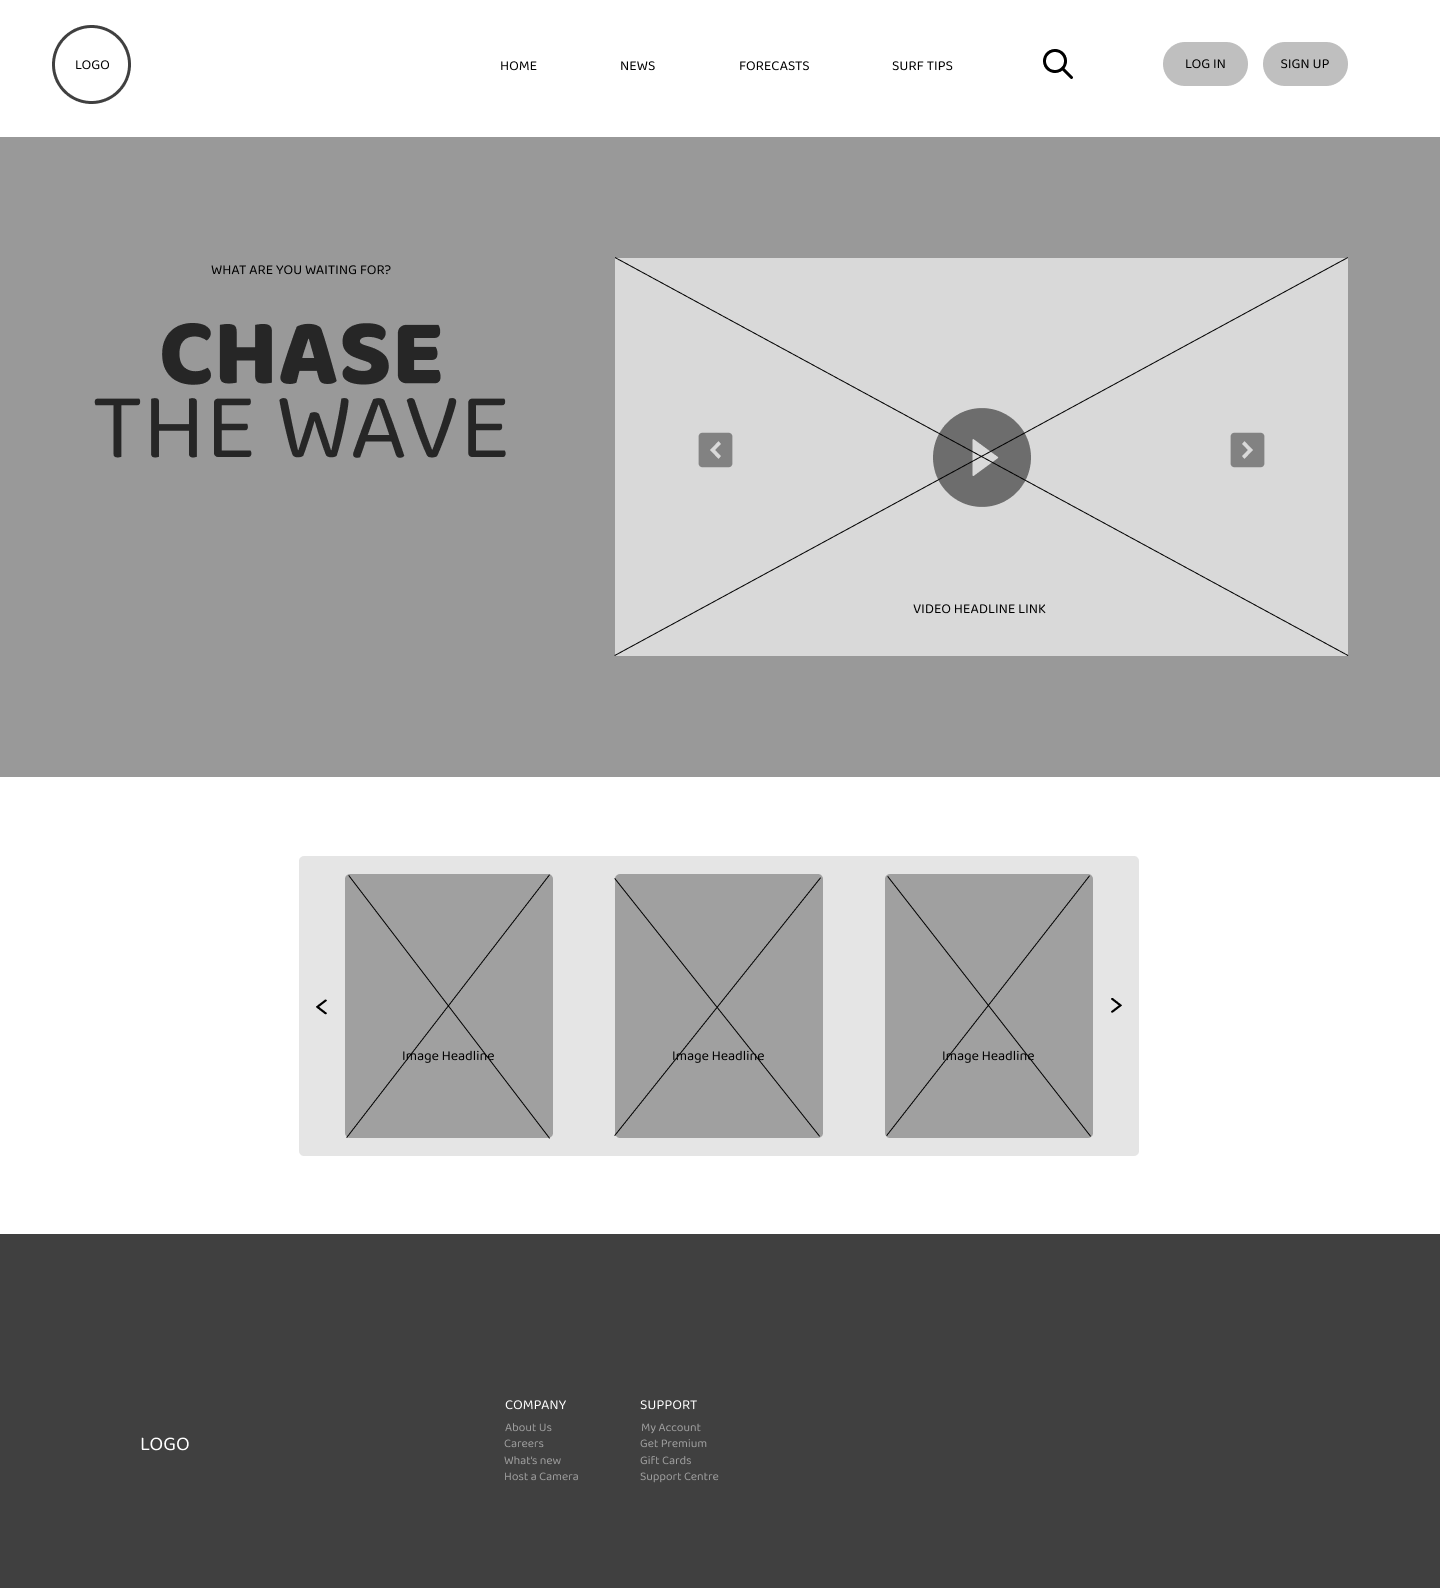 LOGO
HOME
NEWS
FORECASTS
SURF TIPS
LOG IN
SIGN UP
WHAT ARE YOU WAITING FOR?
CHASE
THE WAVE
VIDEO HEADLINE LINK
Image Headline
Image Headline
Image Headline
LOGO
COMPANY
About Us
Careers
What's new
Host a Camera
SUPPORT
My Account
Get Premium
Gift Cards
Support Centre